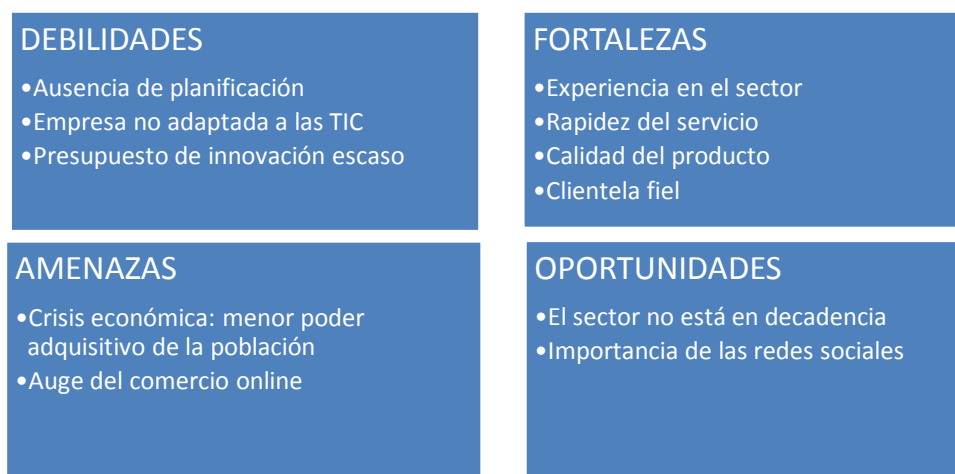 DEBILIDADES
•Ausencia de planificación
•Empresa no adaptada a las TIC
•Presupuesto de innovación escaso
FORTALEZAS
•Experiencia en el sector
•Rapidez del servicio
•Calidad del producto
•Clientela fiel
AMENAZAS
•Crisis económica: menor poder
adquisitivo de la población
•Auge del comercio online
OPORTUNIDADES
•El sector no está en decadencia
•Importancia de las redes sociales